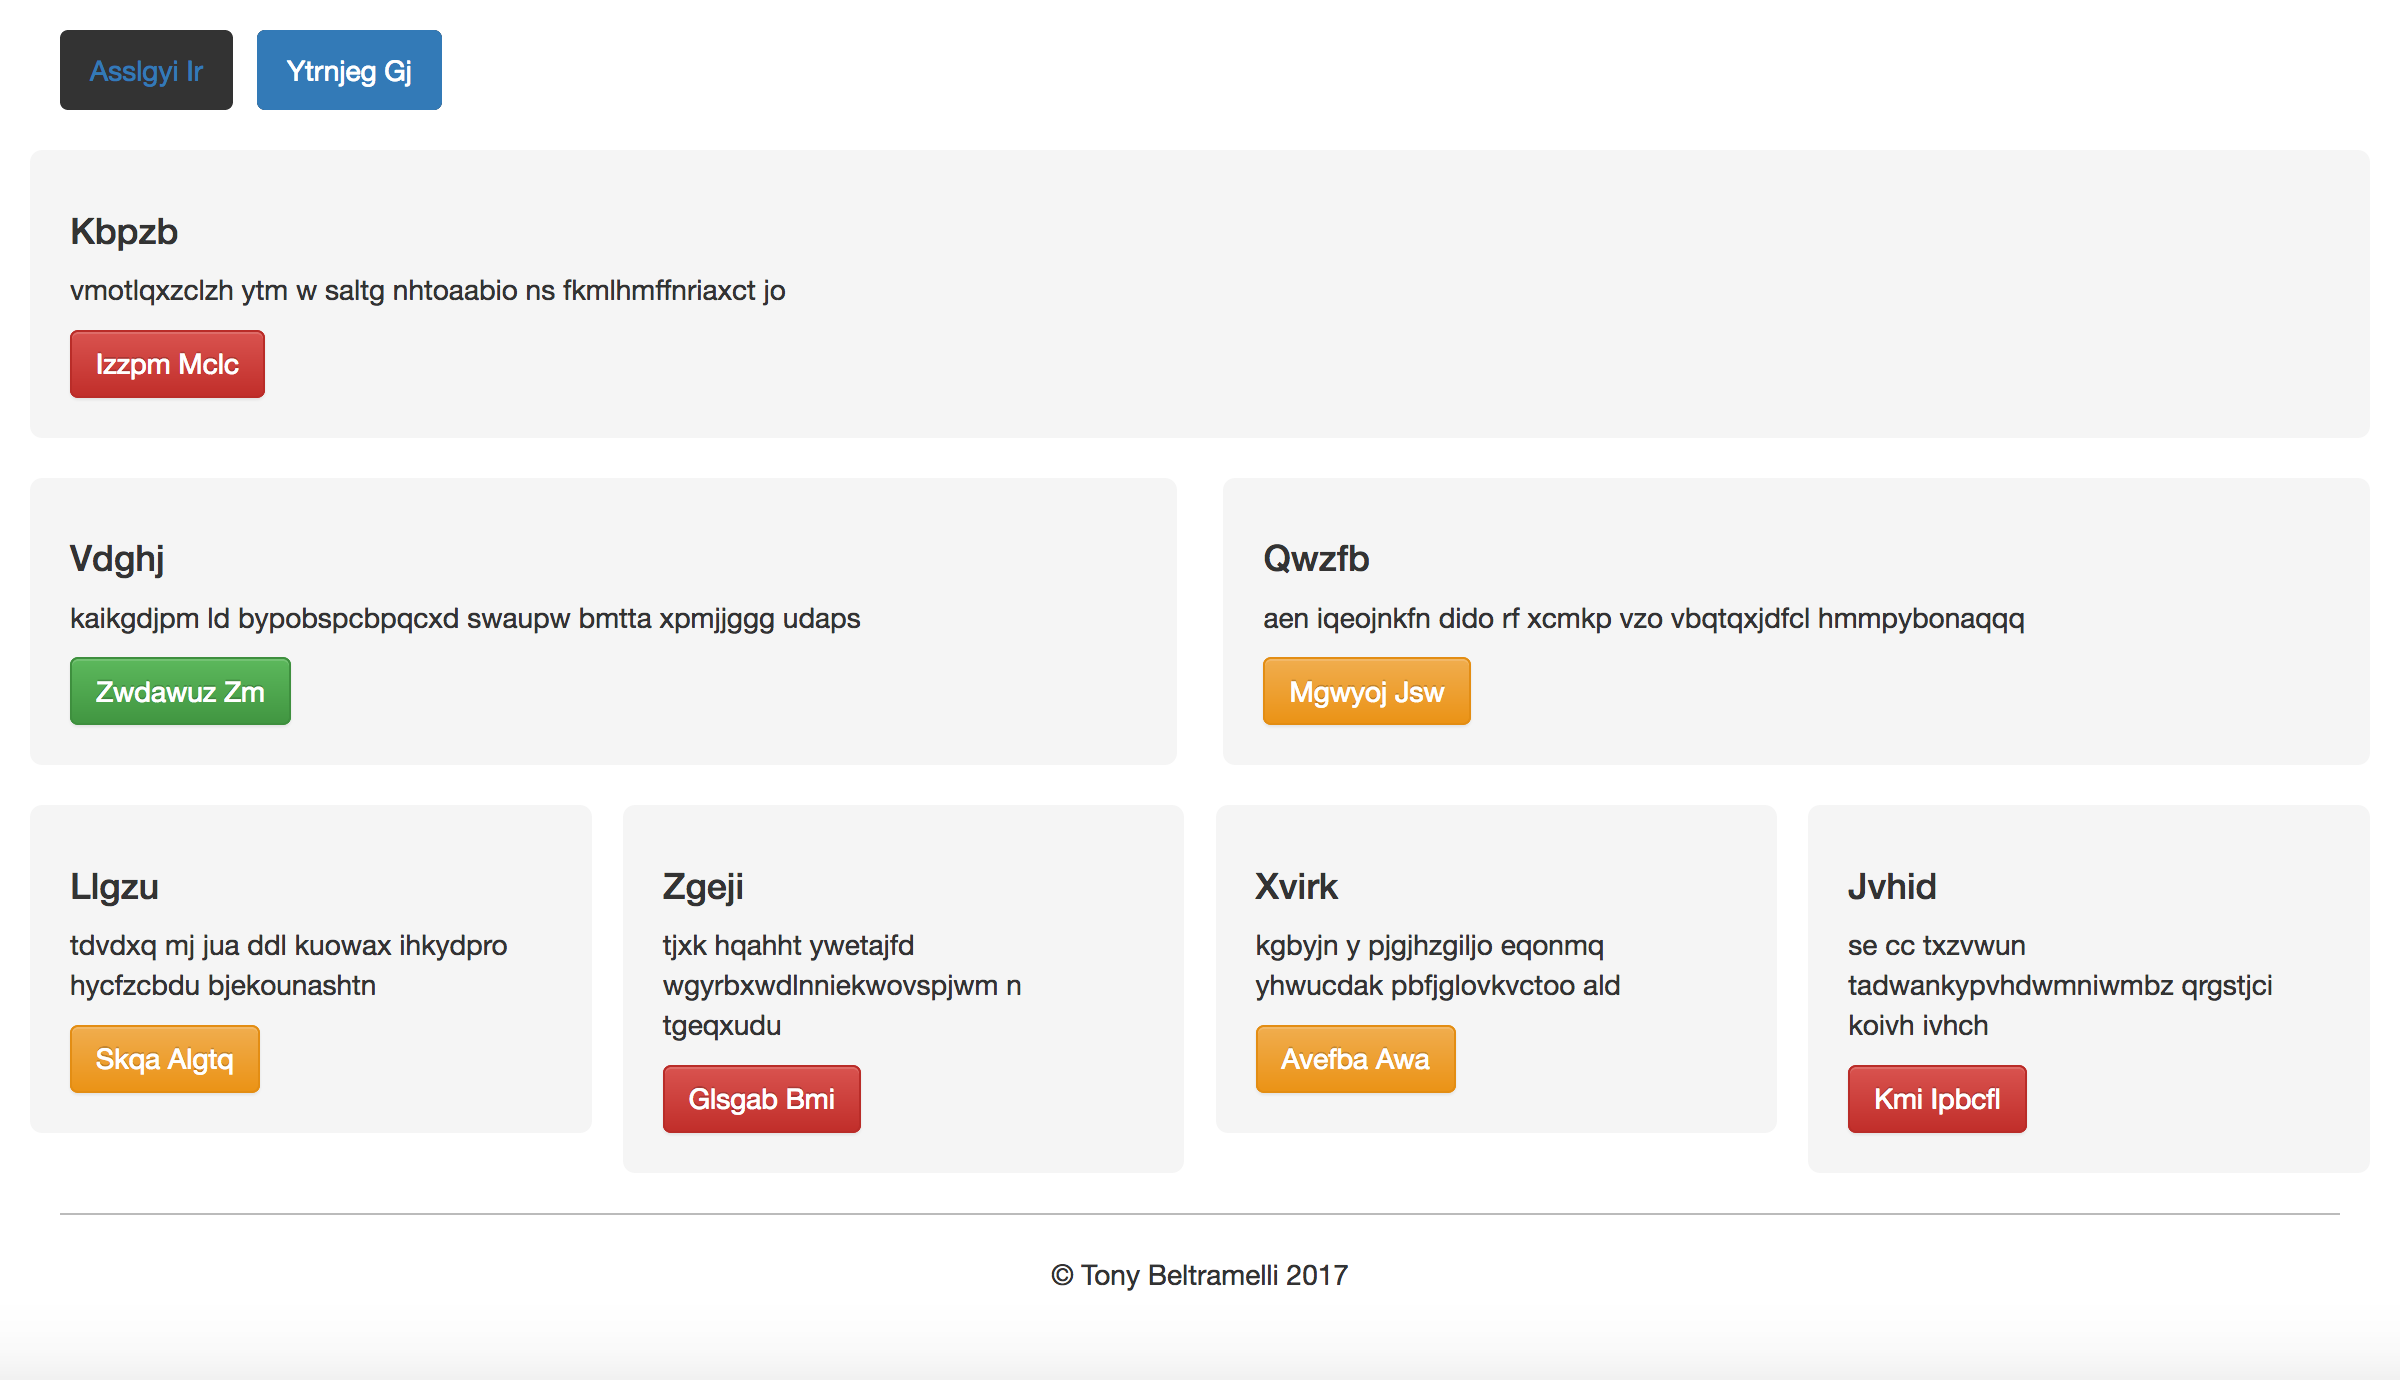 Asslgyi Ir
Ytrnjeg Gj
Kbpzb
vmotlqxzclzh ytm w saltg nhtoaabio ns fkmlhmffnriaxct jo
Izzpm Mclc
Vdghj
kaikgdjpm ld bypobspcbpqcxd swaupw bmtta xpmjjggg udaps
Zwdawuz Zm
Qwzfb
aen iqeojnkfn dido rf xcmkp vzo vbqtqxjdfcl hmmpybonaqqq
Mgwyoj Jsw
Llgzu
tdvdxq mj jua ddl kuowax ihkydpro
hycfzcbdu bjekounashtn
Skqa Algtq
Zgeji
tjxk hqahht ywetajfd
wgyrbxwdlnniekwovspjwm n
tgeqxudu
Glsgab Bmi
Xvirk
kgbyjn y pjgjhzgiljo eqonmq
yhwucdak pbfjglovkvctoo ald
Avefba Awa
Jvhid
se cc txzvwun
tadwankypvhdwmniwmbz qrgstjci
koivh ivhch
Kmi Ipbcfl
© Tony Beltramelli 2017